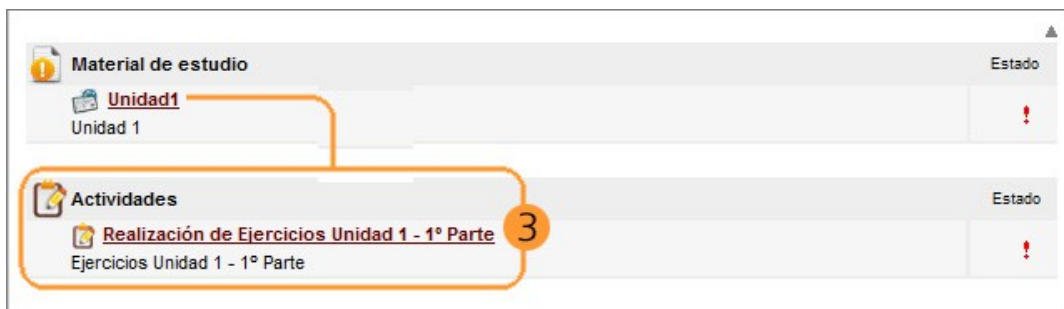 Material de estudio Estado
Unidad1
Unidad 1
Actividades Estado
Realización de Ejercicios Unidad 1 - 1º Parte 3
Ejercicios Unidad 1 - 1º Parte